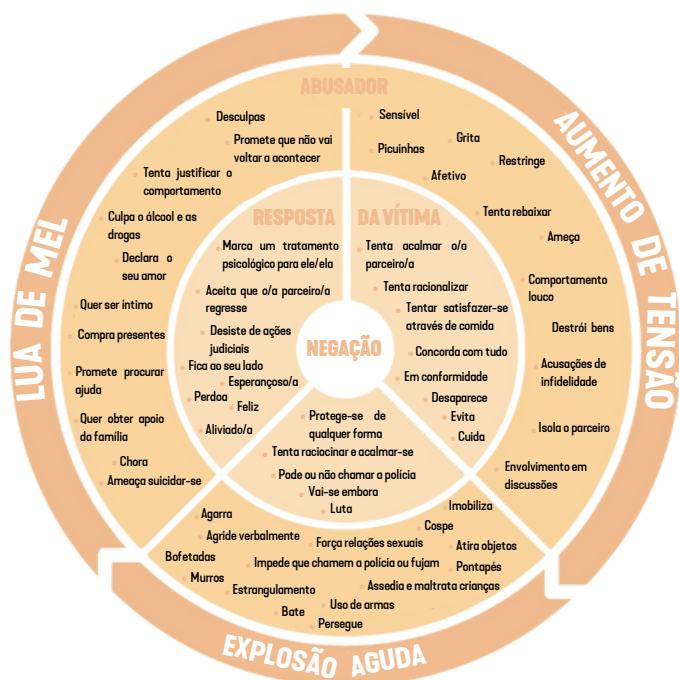 ABUSADOR
LUA DE MEL
Desculpas
Promete que não vai
voltar a acontecer
Tenta justificar o
comportamento
Culpa o álcool e as
drogas
Declara o
seu amor
Quer ser íntimo
Compra presentes
Promete procurar
ajuda
Quer obter apoio
da família
Chora
Ameaça suicidar-se
AUMENTO DE TENSÃO
Sensível
Picuinhas
Grita
Restringe
Afetivo
Tenta rebaixar
Ameça
Comportamento
louco
Destrói bens
Acusações de
infidelidade
Isola o parceiro
Envolvimento em
discussões
RESPOSTA DA VÍTIMA
Marca um tratamento
psicológico para ele/ela
Aceita que o/a parceiro/a
regresse
Desiste de ações
judiciais
Fica ao seu lado
Esperançoso/a
Perdoa
Feliz
Aliviado/a
Tenta acalmar o/a
parceiro/a
Tenta racionalizar
Tentar satisfazer-se
através de comida
Concorda com tudo
Em conformidade
Desaparece
Evita
Cuida
NEGAÇÃO
Protege-se de
qualquer forma
Tenta raciocinar e acalmar-se
Pode ou não chamar a polícia
Vai-se embora
Luta
Agarra
Agride verbalmente
Bofetadas
Murros
Estrangulamento
Bate
Força relações sexuais
Impede que chamem a polícia ou fujam
Uso de armas
Persegue
Imobiliza
Cospe
Atira objetos
Pontapés
Assedia e maltrata crianças
EXPLOSÃO AGUDA